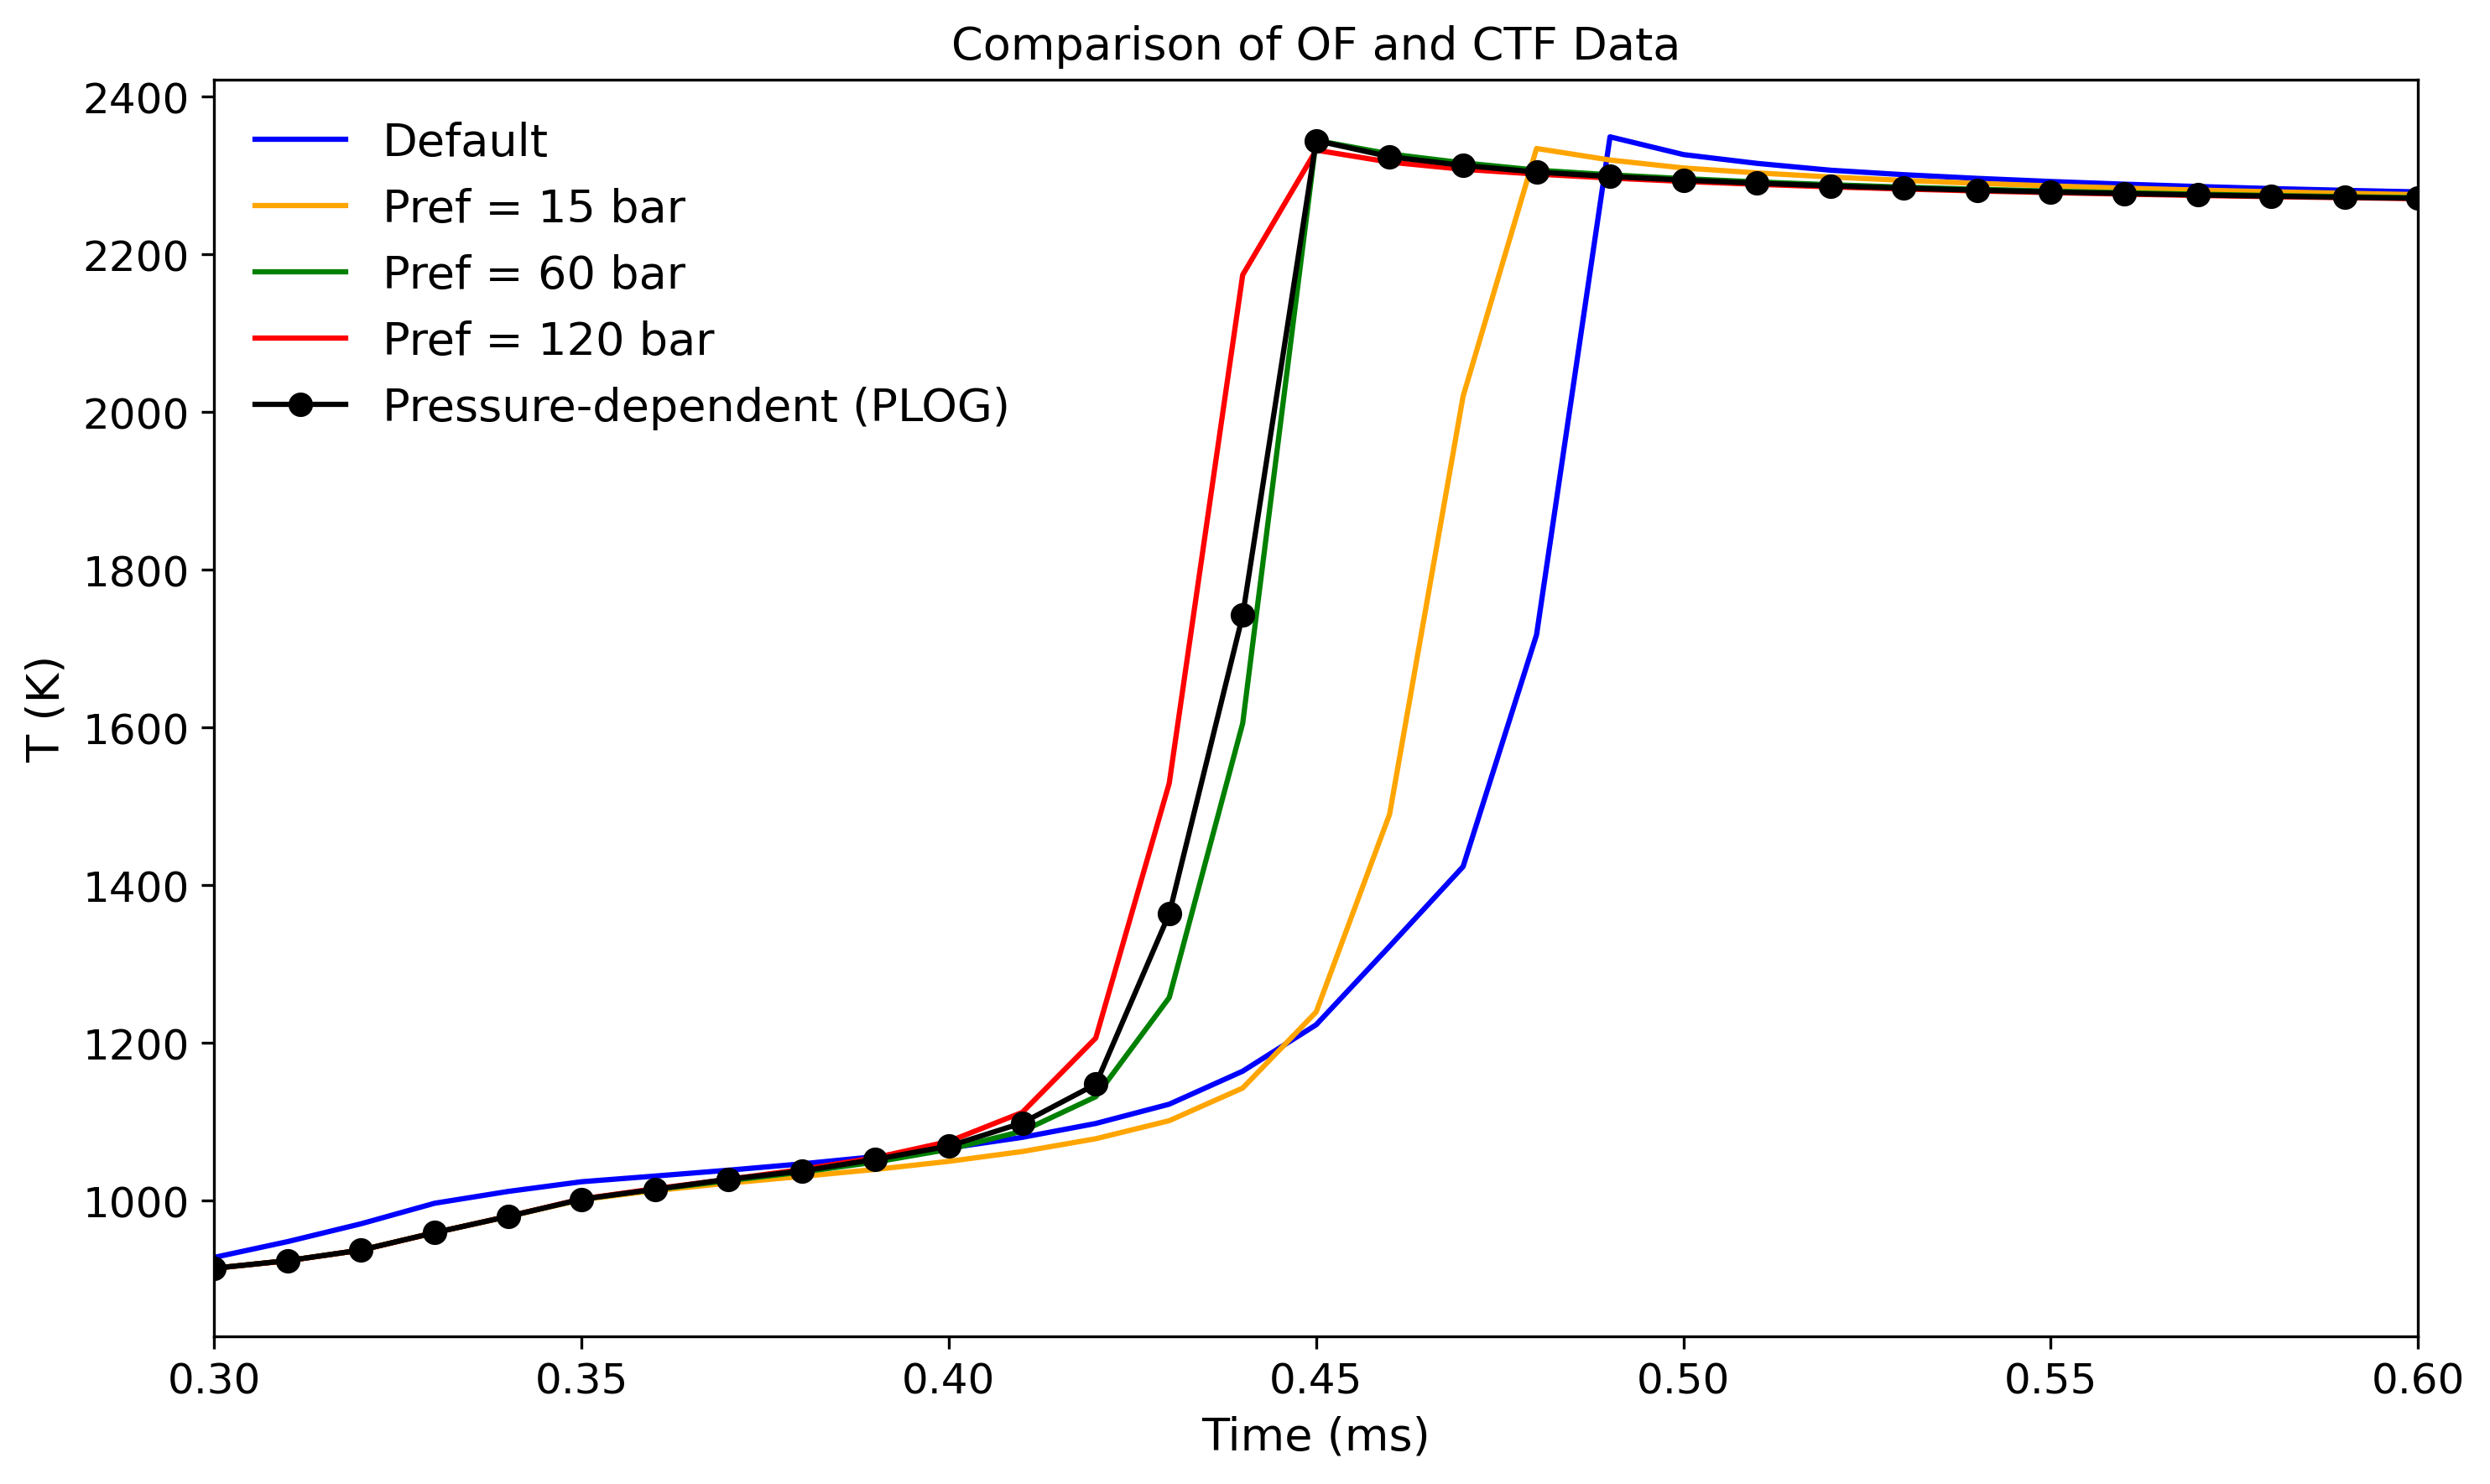 Comparison of OF and CTF Data
2400
2200
2000
1800
1600
1400
1200
1000
T (K)
Default
Pref = 15 bar
Pref = 60 bar
Pref = 120 bar
Pressure-dependent (PLOG)
0.30 0.35 0.40 0.45 0.50 0.55 0.60
Time (ms)